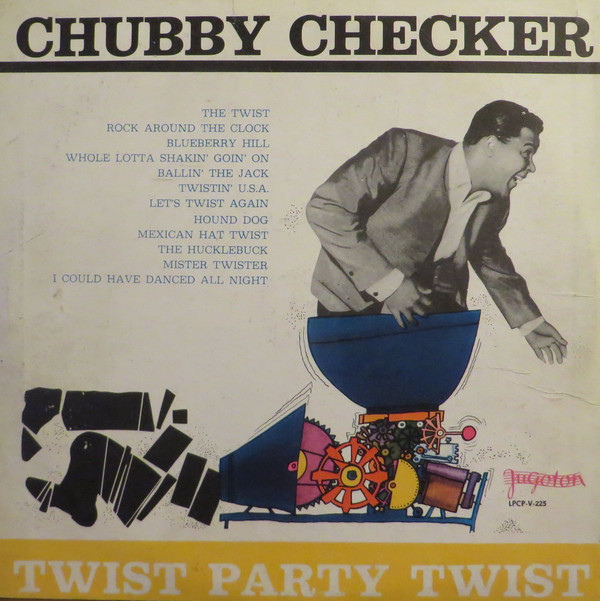 CHUBBY CHECKER
THE TWIST
ROCK AROUND THE CLOCK
BLUEBERRY HILL
WHOLE LOTTA SHAKIN' GOIN' ON
BALLIN' THE JACK
TWISTIN' U.S.A.
LET'S TWIST AGAIN
HOUND DOG
MEXICAN HAT TWIST
THE HUCKLEBUCK
MISTER TWISTER
I COULD HAVE DANCED ALL NIGHT
Jugoton
LPCP-V-225
TWIST PARTY TWIST